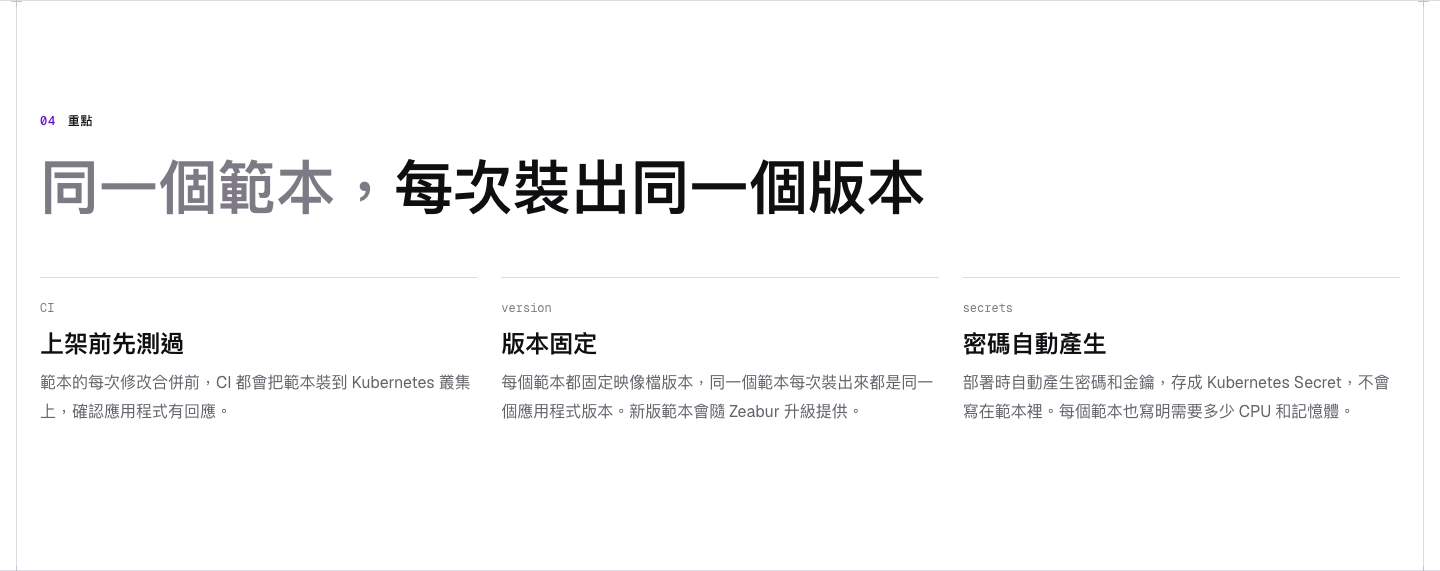 04 重點
同一個範本，每次裝出同一個版本
CI
上架前先測過
範本的每次修改合併前，CI 都會把範本裝到 Kubernetes 叢集
上，確認應用程式有回應。
version
版本固定
每個範本都固定映像檔版本，同一個範本每次裝出來都是同一
個應用程式版本。新版範本會隨 Zeabur 升級提供。
secrets
密碼自動產生
部署時自動產生密碼和金鑰，存成 Kubernetes Secret，不會
寫在範本裡。每個範本也寫明需要多少 CPU 和記憶體。